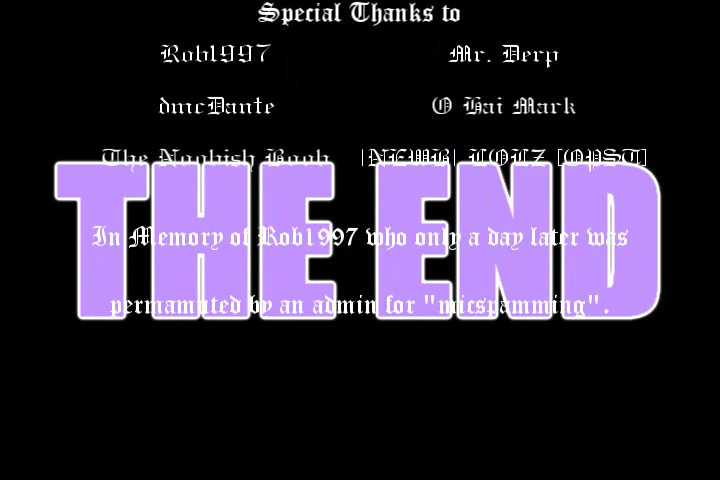 Special Thanks to
Rob1997 Mr. Derp
dmcDante O Hai Mark
The Noobish Boob |NEWB| LOLZ [OPST]
THE END
In Memory of Rob1997 who only a day later was
permamuted by an admin for "micspamming".